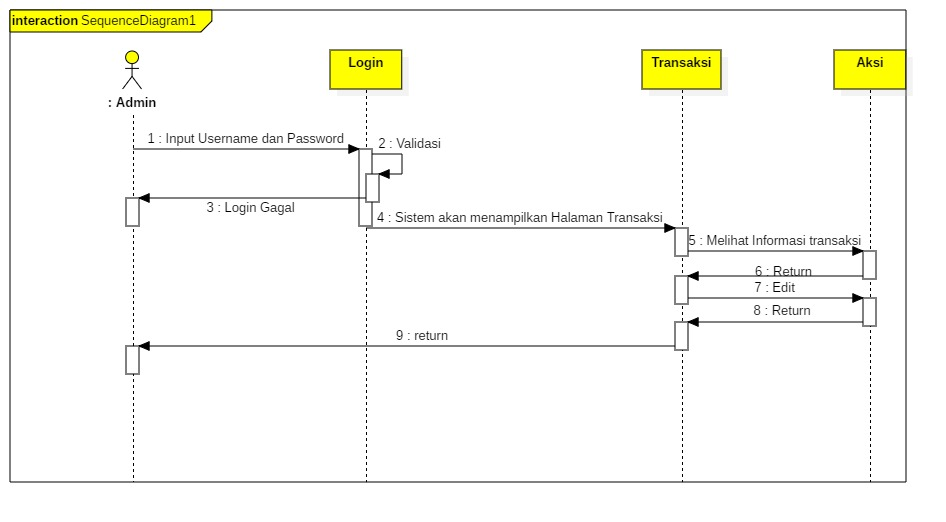 interaction SequenceDiagram1
Login
Transaksi
Aksi
: Admin
1 : Input Username dan Password
2 : Validasi
3 : Login Gagal
4 : Sistem akan menampilkan Halaman Transaksi
5 : Melihat Informasi transaksi
6 : Return
7 : Edit
8 : Return
9 : return